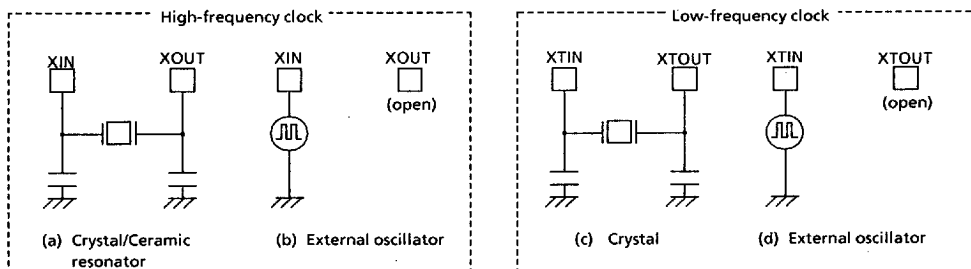 High-frequency clock
XIN
XOUT
XIN
XOUT
(open)
(a) Crystal/Ceramic
resonator
(b) External oscillator
Low-frequency clock
XTIN
XTOUT
XTIN
XTOUT
(open)
(c) Crystal
(d) External oscillator